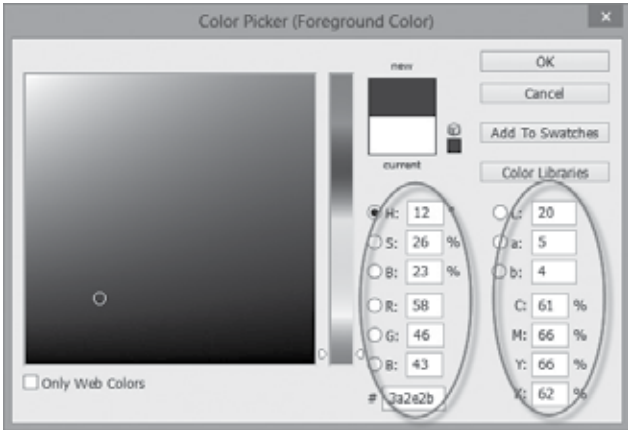 Color Picker (Foreground Color)
x
new
current
OK
Cancel
Add To Swatches
Color Libraries
H: 12 °
S: 26 %
B: 23 %
R: 58
G: 46
B: 43
# 3a2e2b
L: 20
a: 5
b: 4
C: 61 %
M: 66 %
Y: 66 %
K: 62 %
Only Web Colors